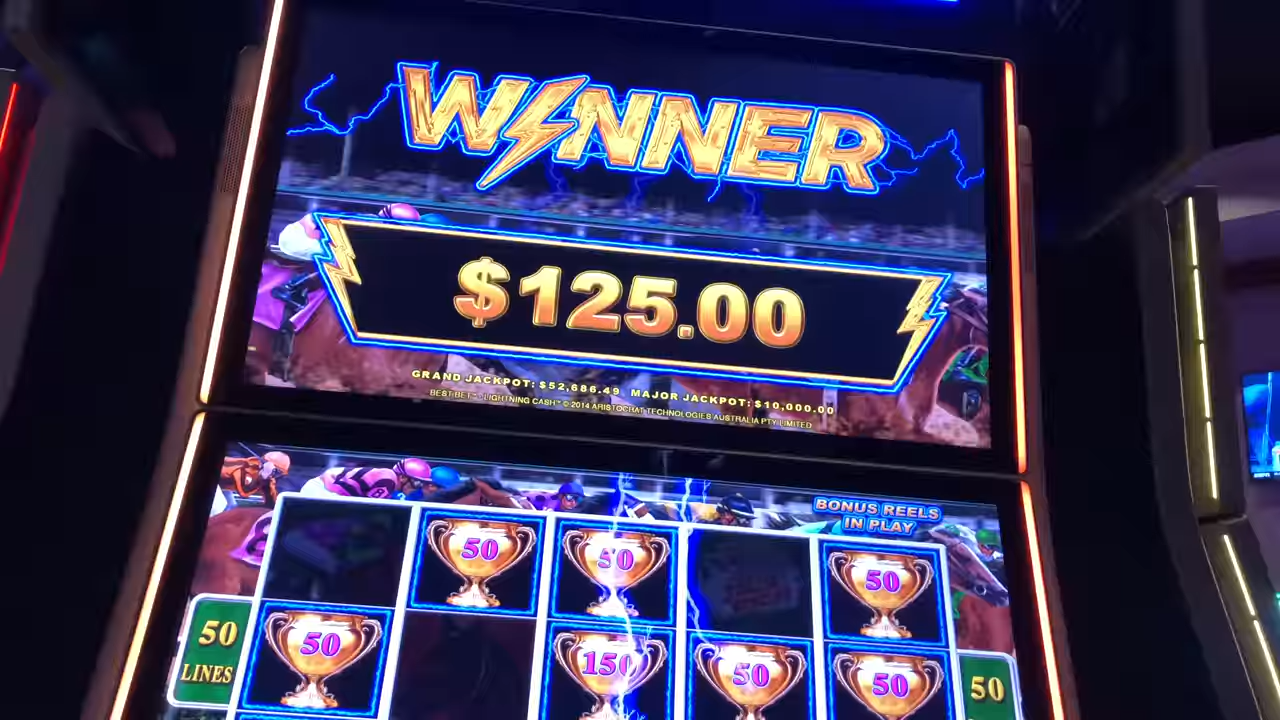 WINNER
$125.00
GRAND JACKPOT: $52,686.49 MAJOR JACKPOT: $10,000.00
BEST BET™ LIGHTNING CASH™ © 2014 ARISTOCRAT TECHNOLOGIES AUSTRALIA PTY LIMITED
BONUS REELS
IN PLAY
50 50 50
50 150 50 50
50
LINES
50